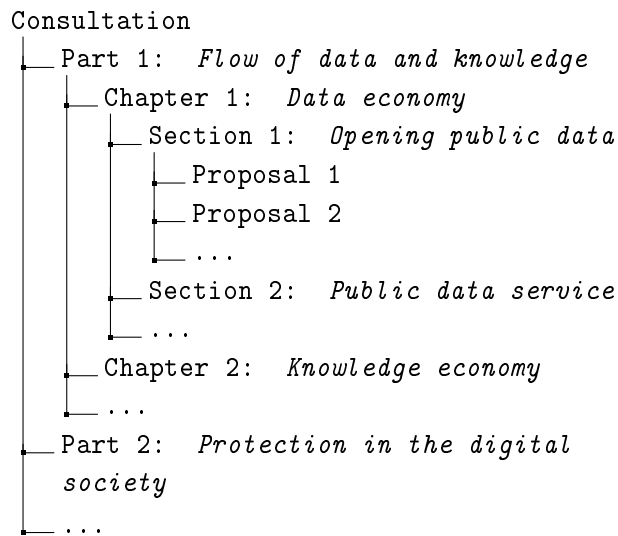 Consultation
Part 1: Flow of data and knowledge
Chapter 1: Data economy
Section 1: Opening public data
Proposal 1
Proposal 2
...
Section 2: Public data service
...
Chapter 2: Knowledge economy
...
Part 2: Protection in the digital
society
...